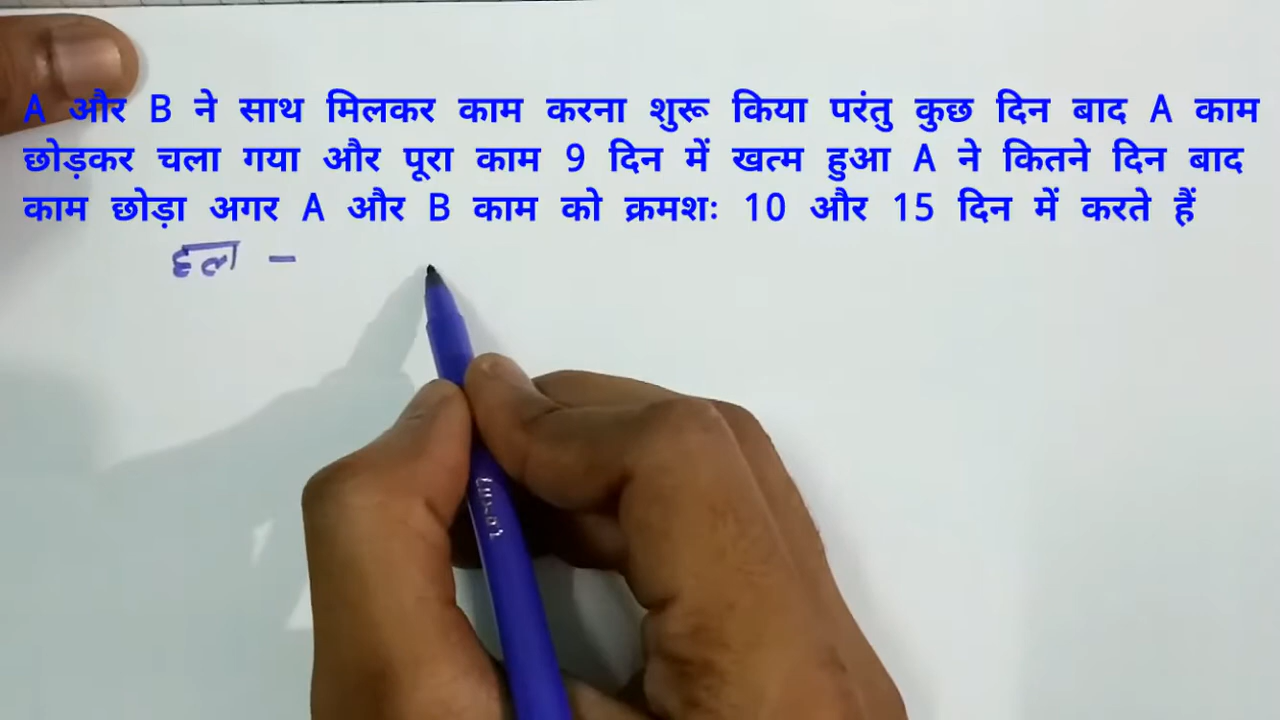 A और B ने साथ मिलकर काम करना शुरू किया परंतु कुछ दिन बाद A काम
छोड़कर चला गया और पूरा काम 9 दिन में खत्म हुआ A ने कितने दिन बाद
काम छोड़ा अगर A और B काम को क्रमशः 10 और 15 दिन में करते हैं
हल -